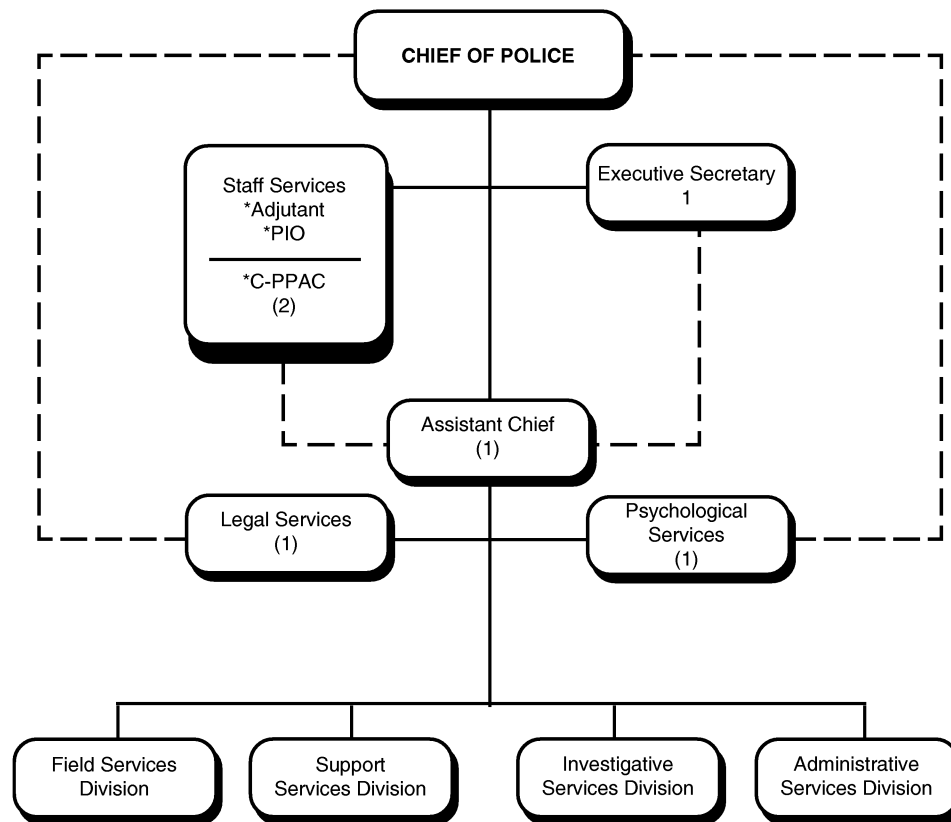 CHIEF OF POLICE
Staff Services
*Adjutant
*PIO
*C-PPAC
(2)
Executive Secretary
1
Assistant Chief
(1)
Legal Services
(1)
Psychological
Services
(1)
Field Services
Division
Support
Services Division
Investigative
Services Division
Administrative
Services Division